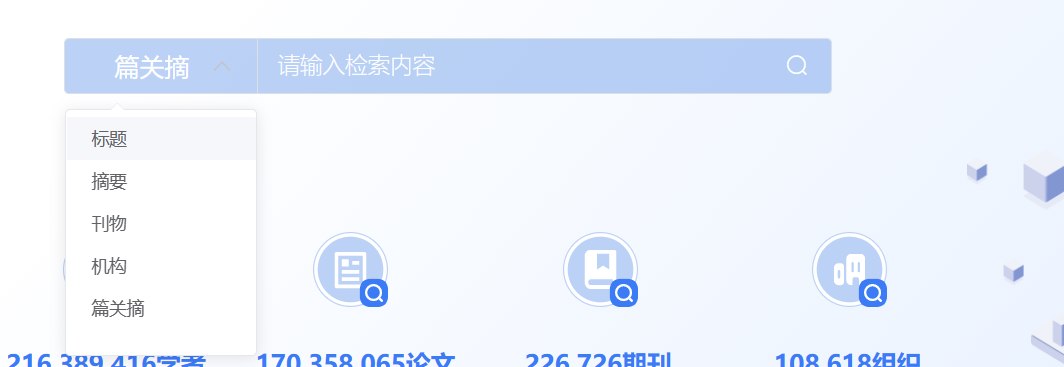 篇关摘
请输入检索内容
标题
摘要
刊物
机构
篇关摘
216,389,416学者
170,358,065论文
226,726期刊
108,618组织